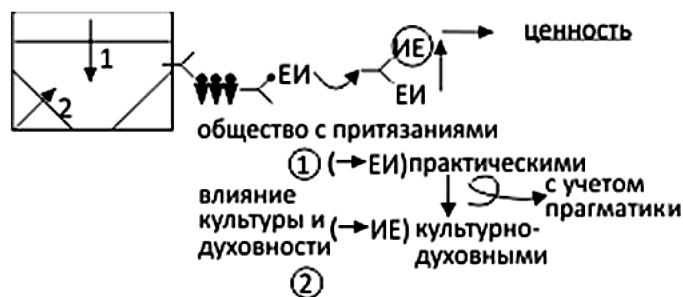 1
2
ЕИ
ИЕ
ЕИ
ценность
общество с притязаниями
① (→ЕИ) практическими
с учетом
прагматики
влияние
культуры и
духовности
(→ИЕ) культурно-
духовными
②